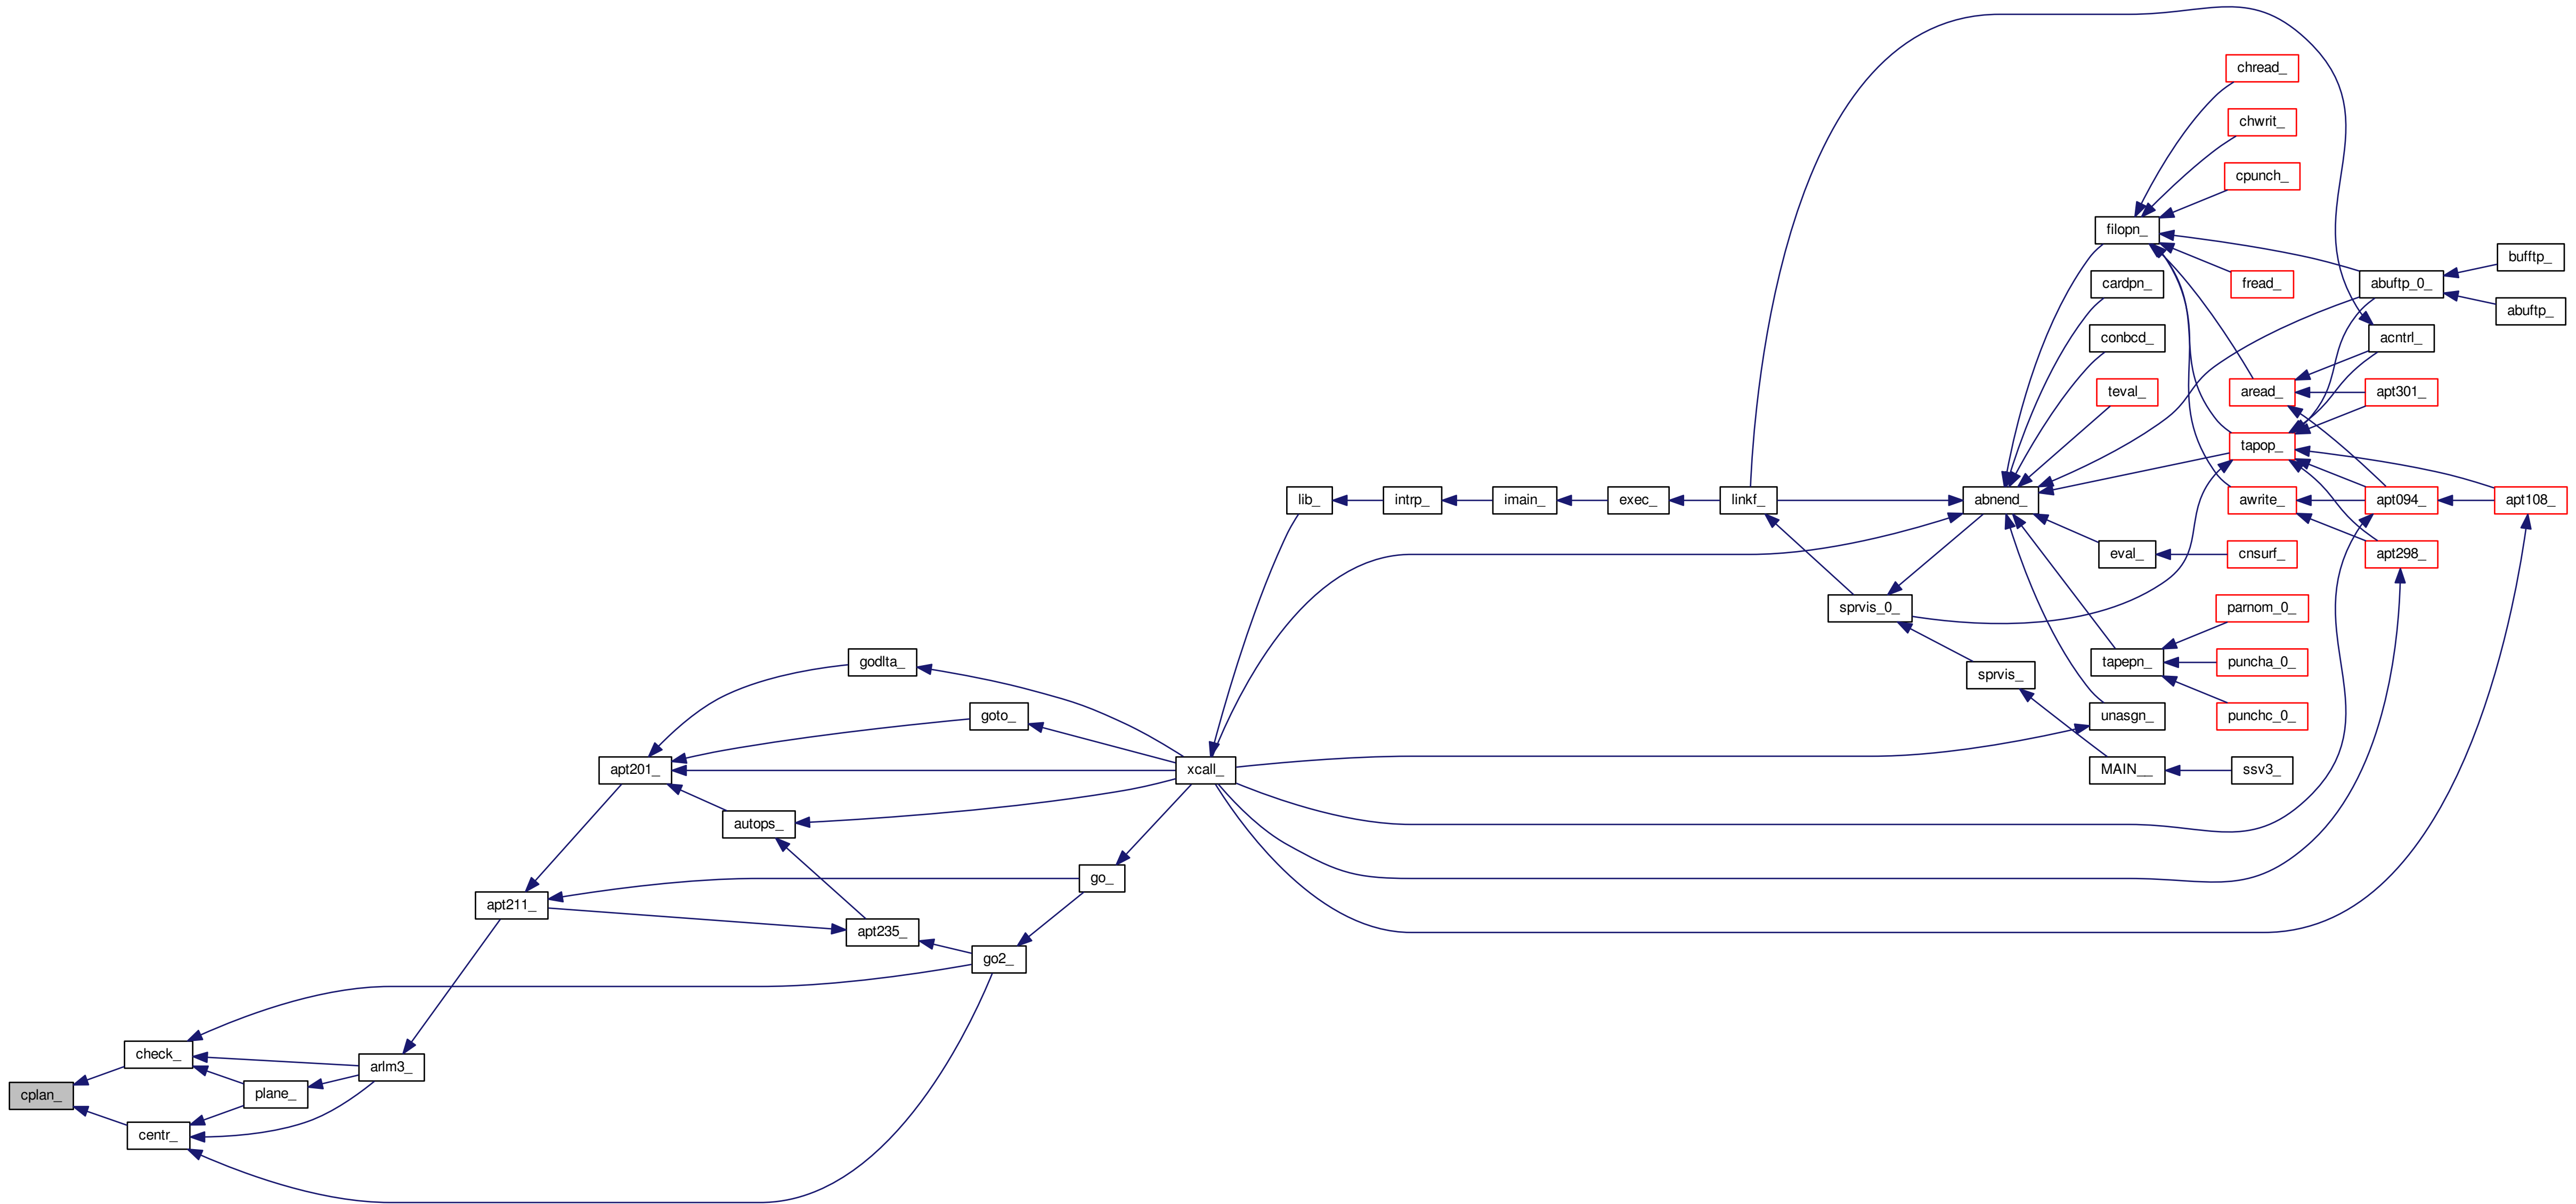 chread_
chwrit_
cpunch_
filopn_
bufftp_
cardpn_
fread_
abuftp_0_
abuftp_
conbcd_
acntrl_
teval_
aread_
apt301_
tapop_
lib_
intrp_
imain_
exec_
linkf_
abnend_
awrite_
apt094_
apt108_
eval_
cnsurf_
apt298_
sprvis_0_
parnom_0_
godlta_
sprvis_
tapepn_
puncha_0_
goto_
unasgn_
punchc_0_
apt201_
xcall_
MAIN__
ssv3_
autops_
go_
apt211_
apt235_
go2_
check_
arlm3_
cplan_
plane_
centr_